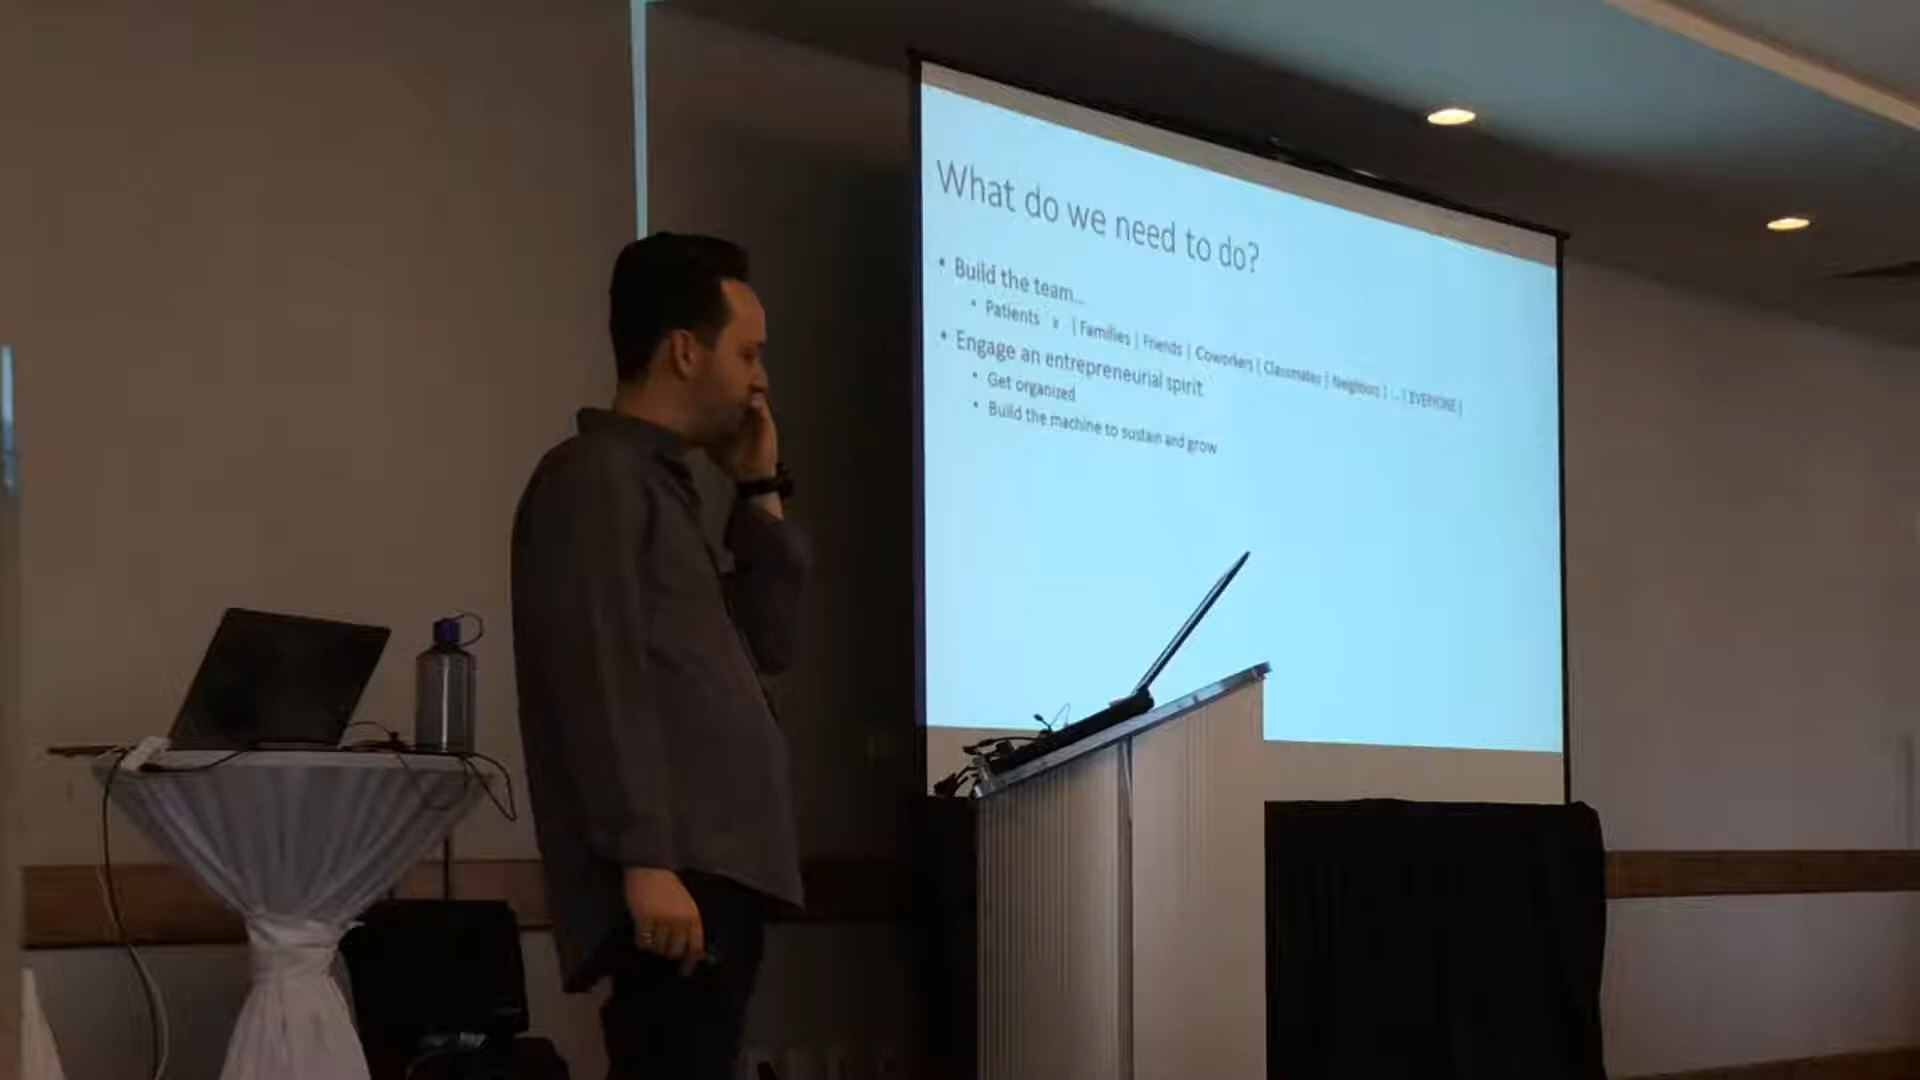 What do we need to do?
• Build the team...
• Patients x | Families | Friends | Coworkers | Classmates | Neighbors | ... | EVERYONE |
• Engage an entrepreneurial spirit
• Get organized
• Build the machine to sustain and grow